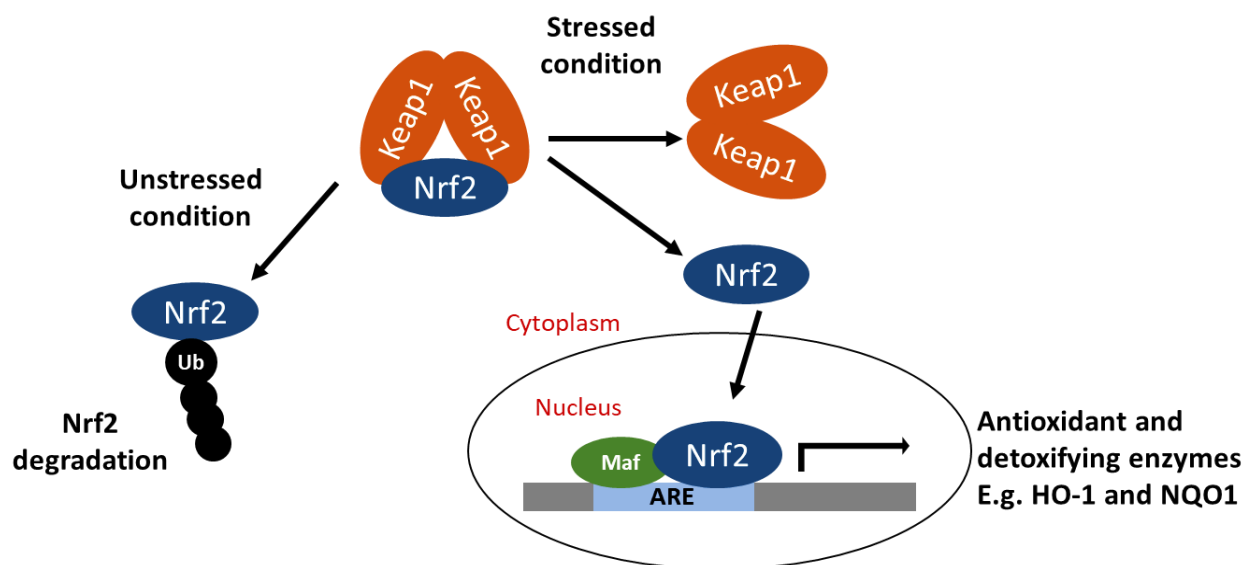 Stressed
condition
Keap1
Keap1
Nrf2
Keap1
Keap1
Unstressed
condition
Nrf2
Ub
Nrf2
degradation
Nrf2
Cytoplasm
Nucleus
Maf
Nrf2
ARE
Antioxidant and
detoxifying enzymes
E.g. HO-1 and NQO1